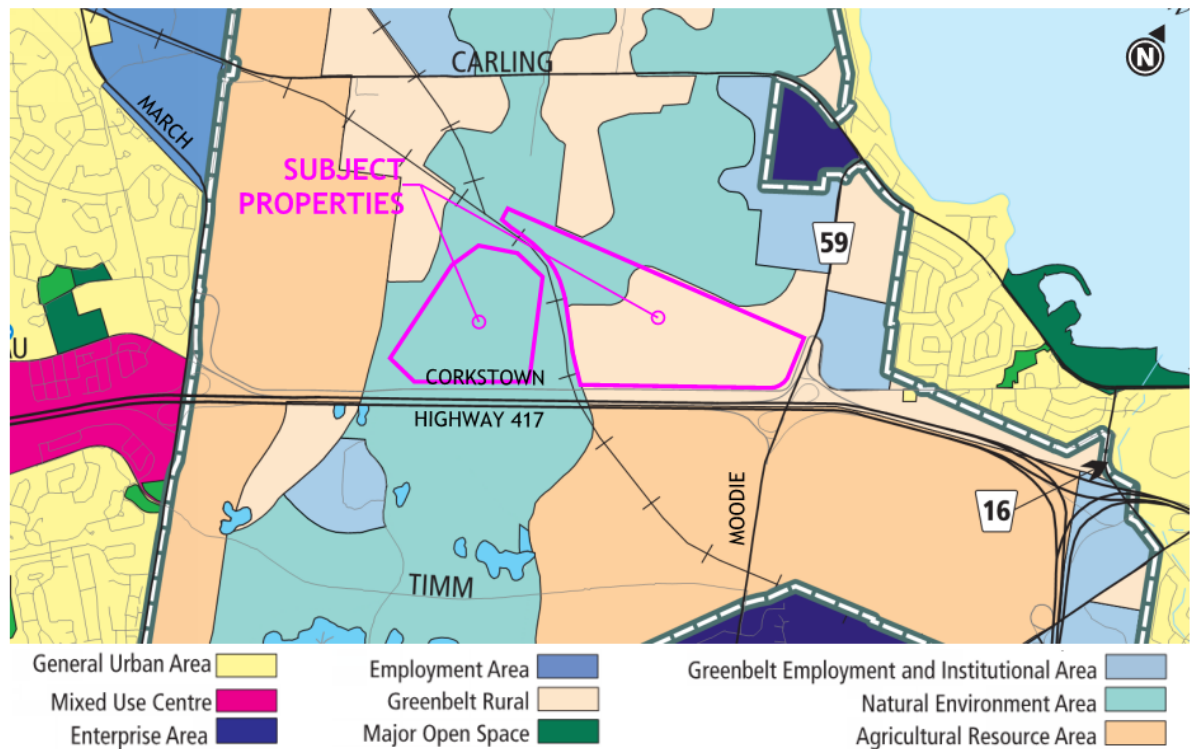 N
CARLING
MARCH
SUBJECT
PROPERTIES
59
AU
CORKSTOWN
HIGHWAY 417
MOODIE
16
TIMM
General Urban Area
Mixed Use Centre
Enterprise Area
Employment Area
Greenbelt Rural
Major Open Space
Greenbelt Employment and Institutional Area
Natural Environment Area
Agricultural Resource Area